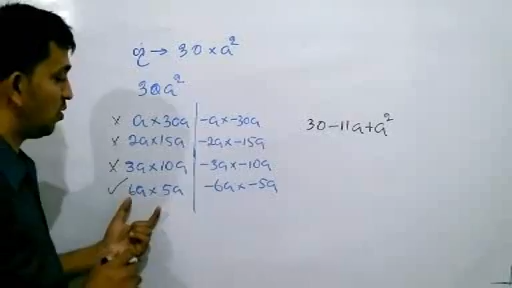 30 × a²
30a²
× a × 30a | -a × -30a
× 2a × 15a | -2a × -15a
× 3a × 10a | -3a × -10a
✓ 6a × 5a | -6a × -5a
30-11a+a²